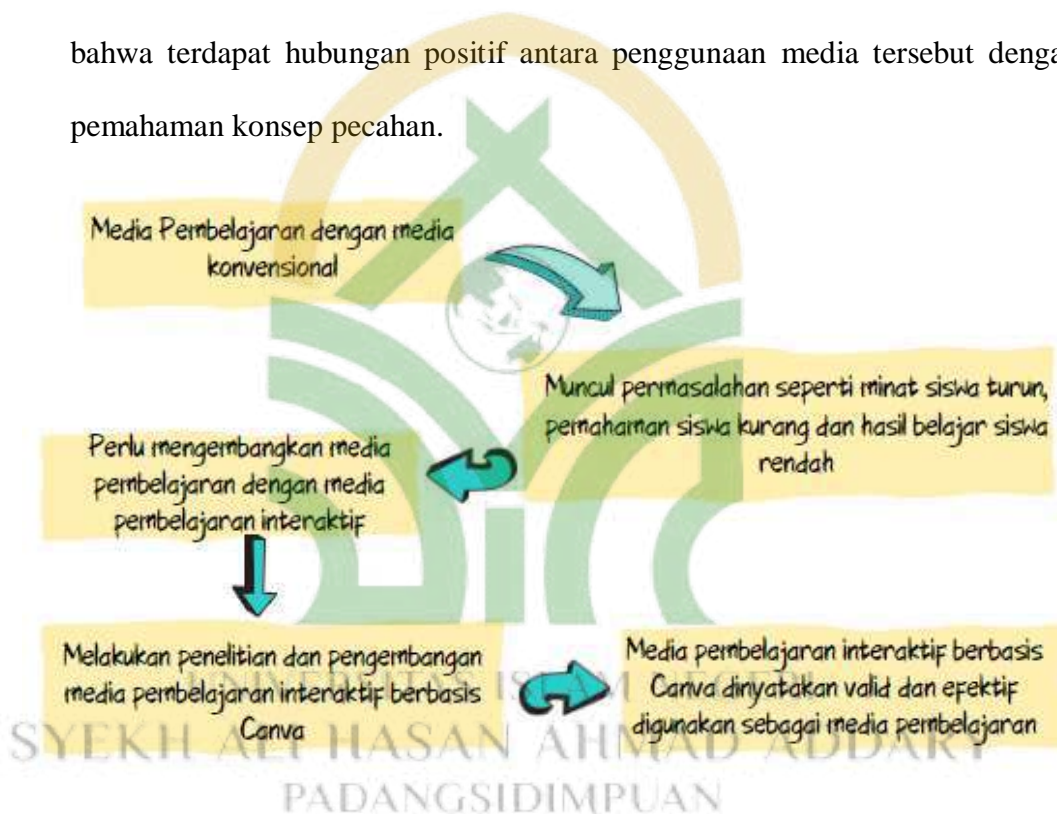 bahwa terdapat hubungan positif antara penggunaan media tersebut denga
pemahaman konsep pecahan.
Media Pembelajaran dengan media
konvensional
Muncul permasalahan seperti minat siswa turun,
pemahaman siswa kurang dan hasil belajar siswa
rendah
Perlu mengembangkan media
pembelajaran dengan media
pembelajaran interaktif
Melakukan penelitian dan pengembangan
media pembelajaran interaktif berbasis
Canva
Media pembelajaran interaktif berbasis
Canva dinyatakan valid dan efektif
digunakan sebagai media pembelajaran
UNIVERSITAS ISLAM
SYEKH ALI HASAN AHMAD ADDARY
PADANGSIDIMPUAN